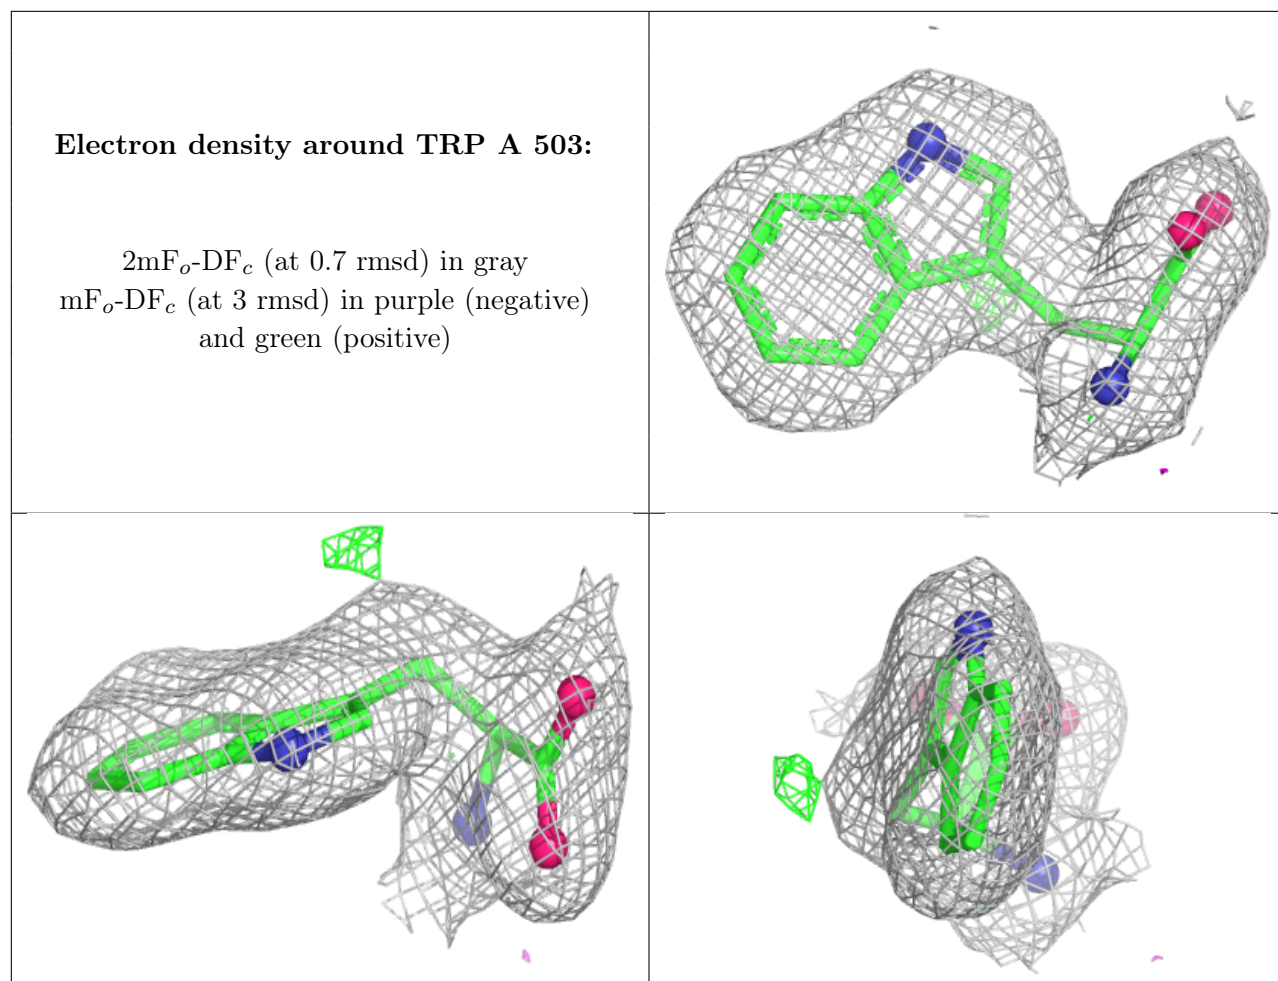 Electron density around TRP A 503:
2mFo-DFc (at 0.7 rmsd) in gray
mFo-DFc (at 3 rmsd) in purple (negative)
and green (positive)